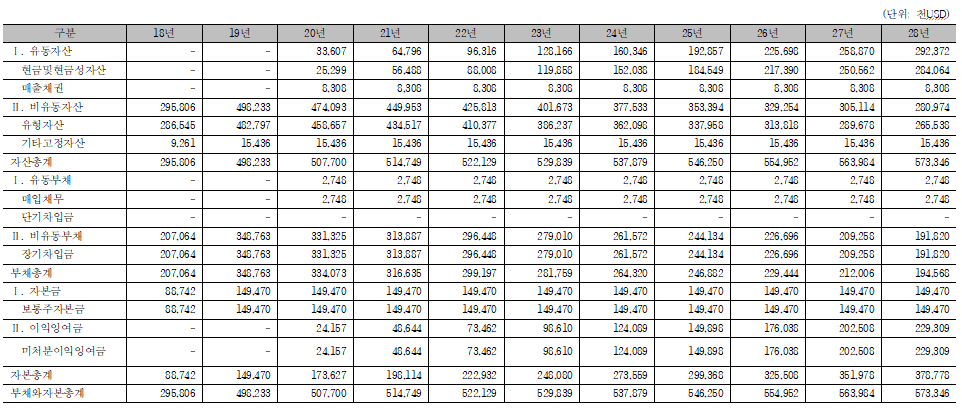 (단위: 천USD)
구분 18년 19년 20년 21년 22년 23년 24년 25년 26년 27년 28년
Ⅰ. 유동자산 - - 33,607 64,796 96,316 128,166 160,346 192,857 225,698 258,870 292,372
현금및현금성자산 - - 25,299 56,488 88,008 119,858 152,038 184,549 217,390 250,562 284,064
매출채권 - - 8,308 8,308 8,308 8,308 8,308 8,308 8,308 8,308 8,308
Ⅱ. 비유동자산 295,806 498,233 474,093 449,953 425,813 401,673 377,533 353,394 329,254 305,114 280,974
유형자산 286,545 482,797 458,657 434,517 410,377 386,237 362,098 337,958 313,818 289,678 265,538
기타고정자산 9,261 15,436 15,436 15,436 15,436 15,436 15,436 15,436 15,436 15,436 15,436
자산총계 295,806 498,233 507,700 514,749 522,129 529,839 537,879 546,250 554,952 563,984 573,346
Ⅰ. 유동부채 - - 2,748 2,748 2,748 2,748 2,748 2,748 2,748 2,748 2,748
매입채무 - - 2,748 2,748 2,748 2,748 2,748 2,748 2,748 2,748 2,748
단기차입금 - - - - - - - - - - -
Ⅱ. 비유동부채 207,064 348,763 331,325 313,887 296,448 279,010 261,572 244,134 226,696 209,258 191,820
장기차입금 207,064 348,763 331,325 313,887 296,448 279,010 261,572 244,134 226,696 209,258 191,820
부채총계 207,064 348,763 334,073 316,635 299,197 281,759 264,320 246,882 229,444 212,006 194,568
Ⅰ. 자본금 88,742 149,470 149,470 149,470 149,470 149,470 149,470 149,470 149,470 149,470 149,470
보통주자본금 88,742 149,470 149,470 149,470 149,470 149,470 149,470 149,470 149,470 149,470 149,470
Ⅱ. 이익잉여금 - - 24,157 48,644 73,462 98,610 124,089 149,898 176,038 202,508 229,309
미처분이익잉여금 - - 24,157 48,644 73,462 98,610 124,089 149,898 176,038 202,508 229,309
자본총계 88,742 149,470 173,627 198,114 222,932 248,080 273,559 299,368 325,508 351,978 378,778
부채와자본총계 295,806 498,233 507,700 514,749 522,129 529,839 537,879 546,250 554,952 563,984 573,346